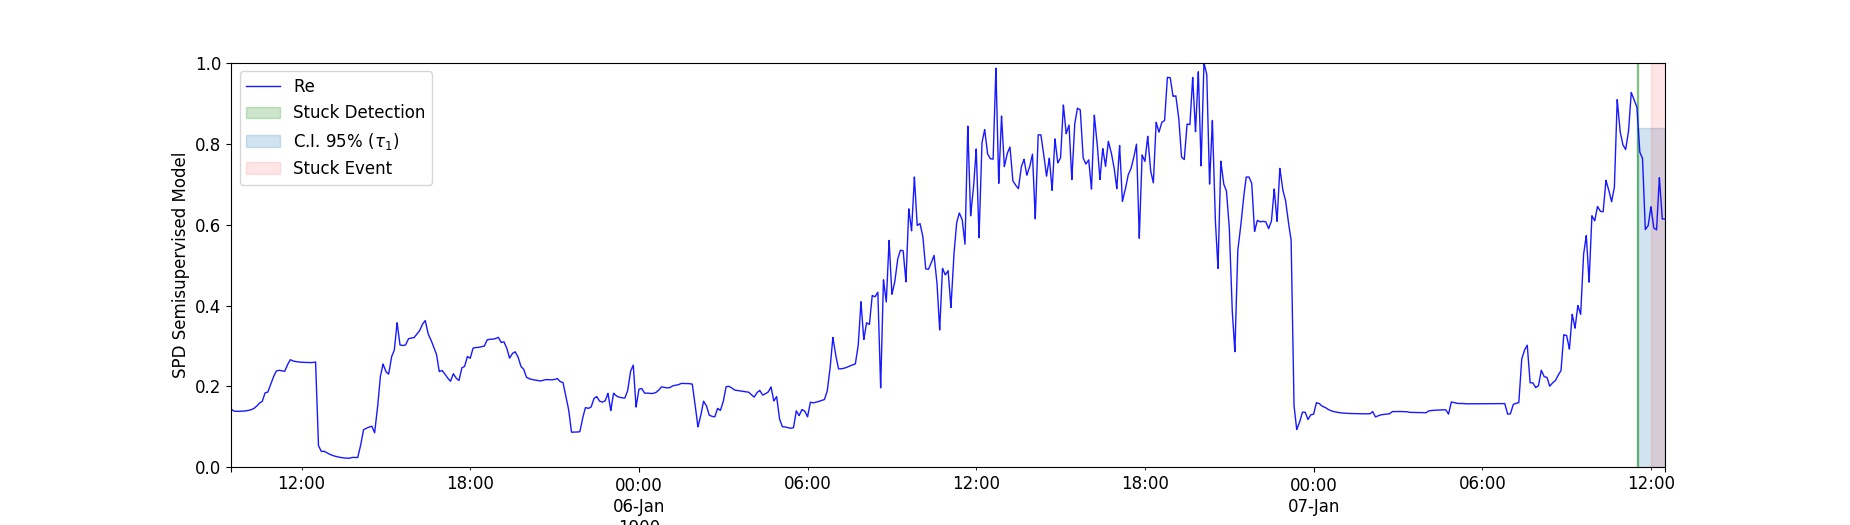 1.0
0.8
0.6
0.4
0.2
0.0
SPD Semisupervised Model
Re
Stuck Detection
C.I. 95% (τ₁)
Stuck Event
12:00 18:00 00:00 06:00 12:00 18:00 00:00 06:00 12:00
06-Jan 07-Jan
1900